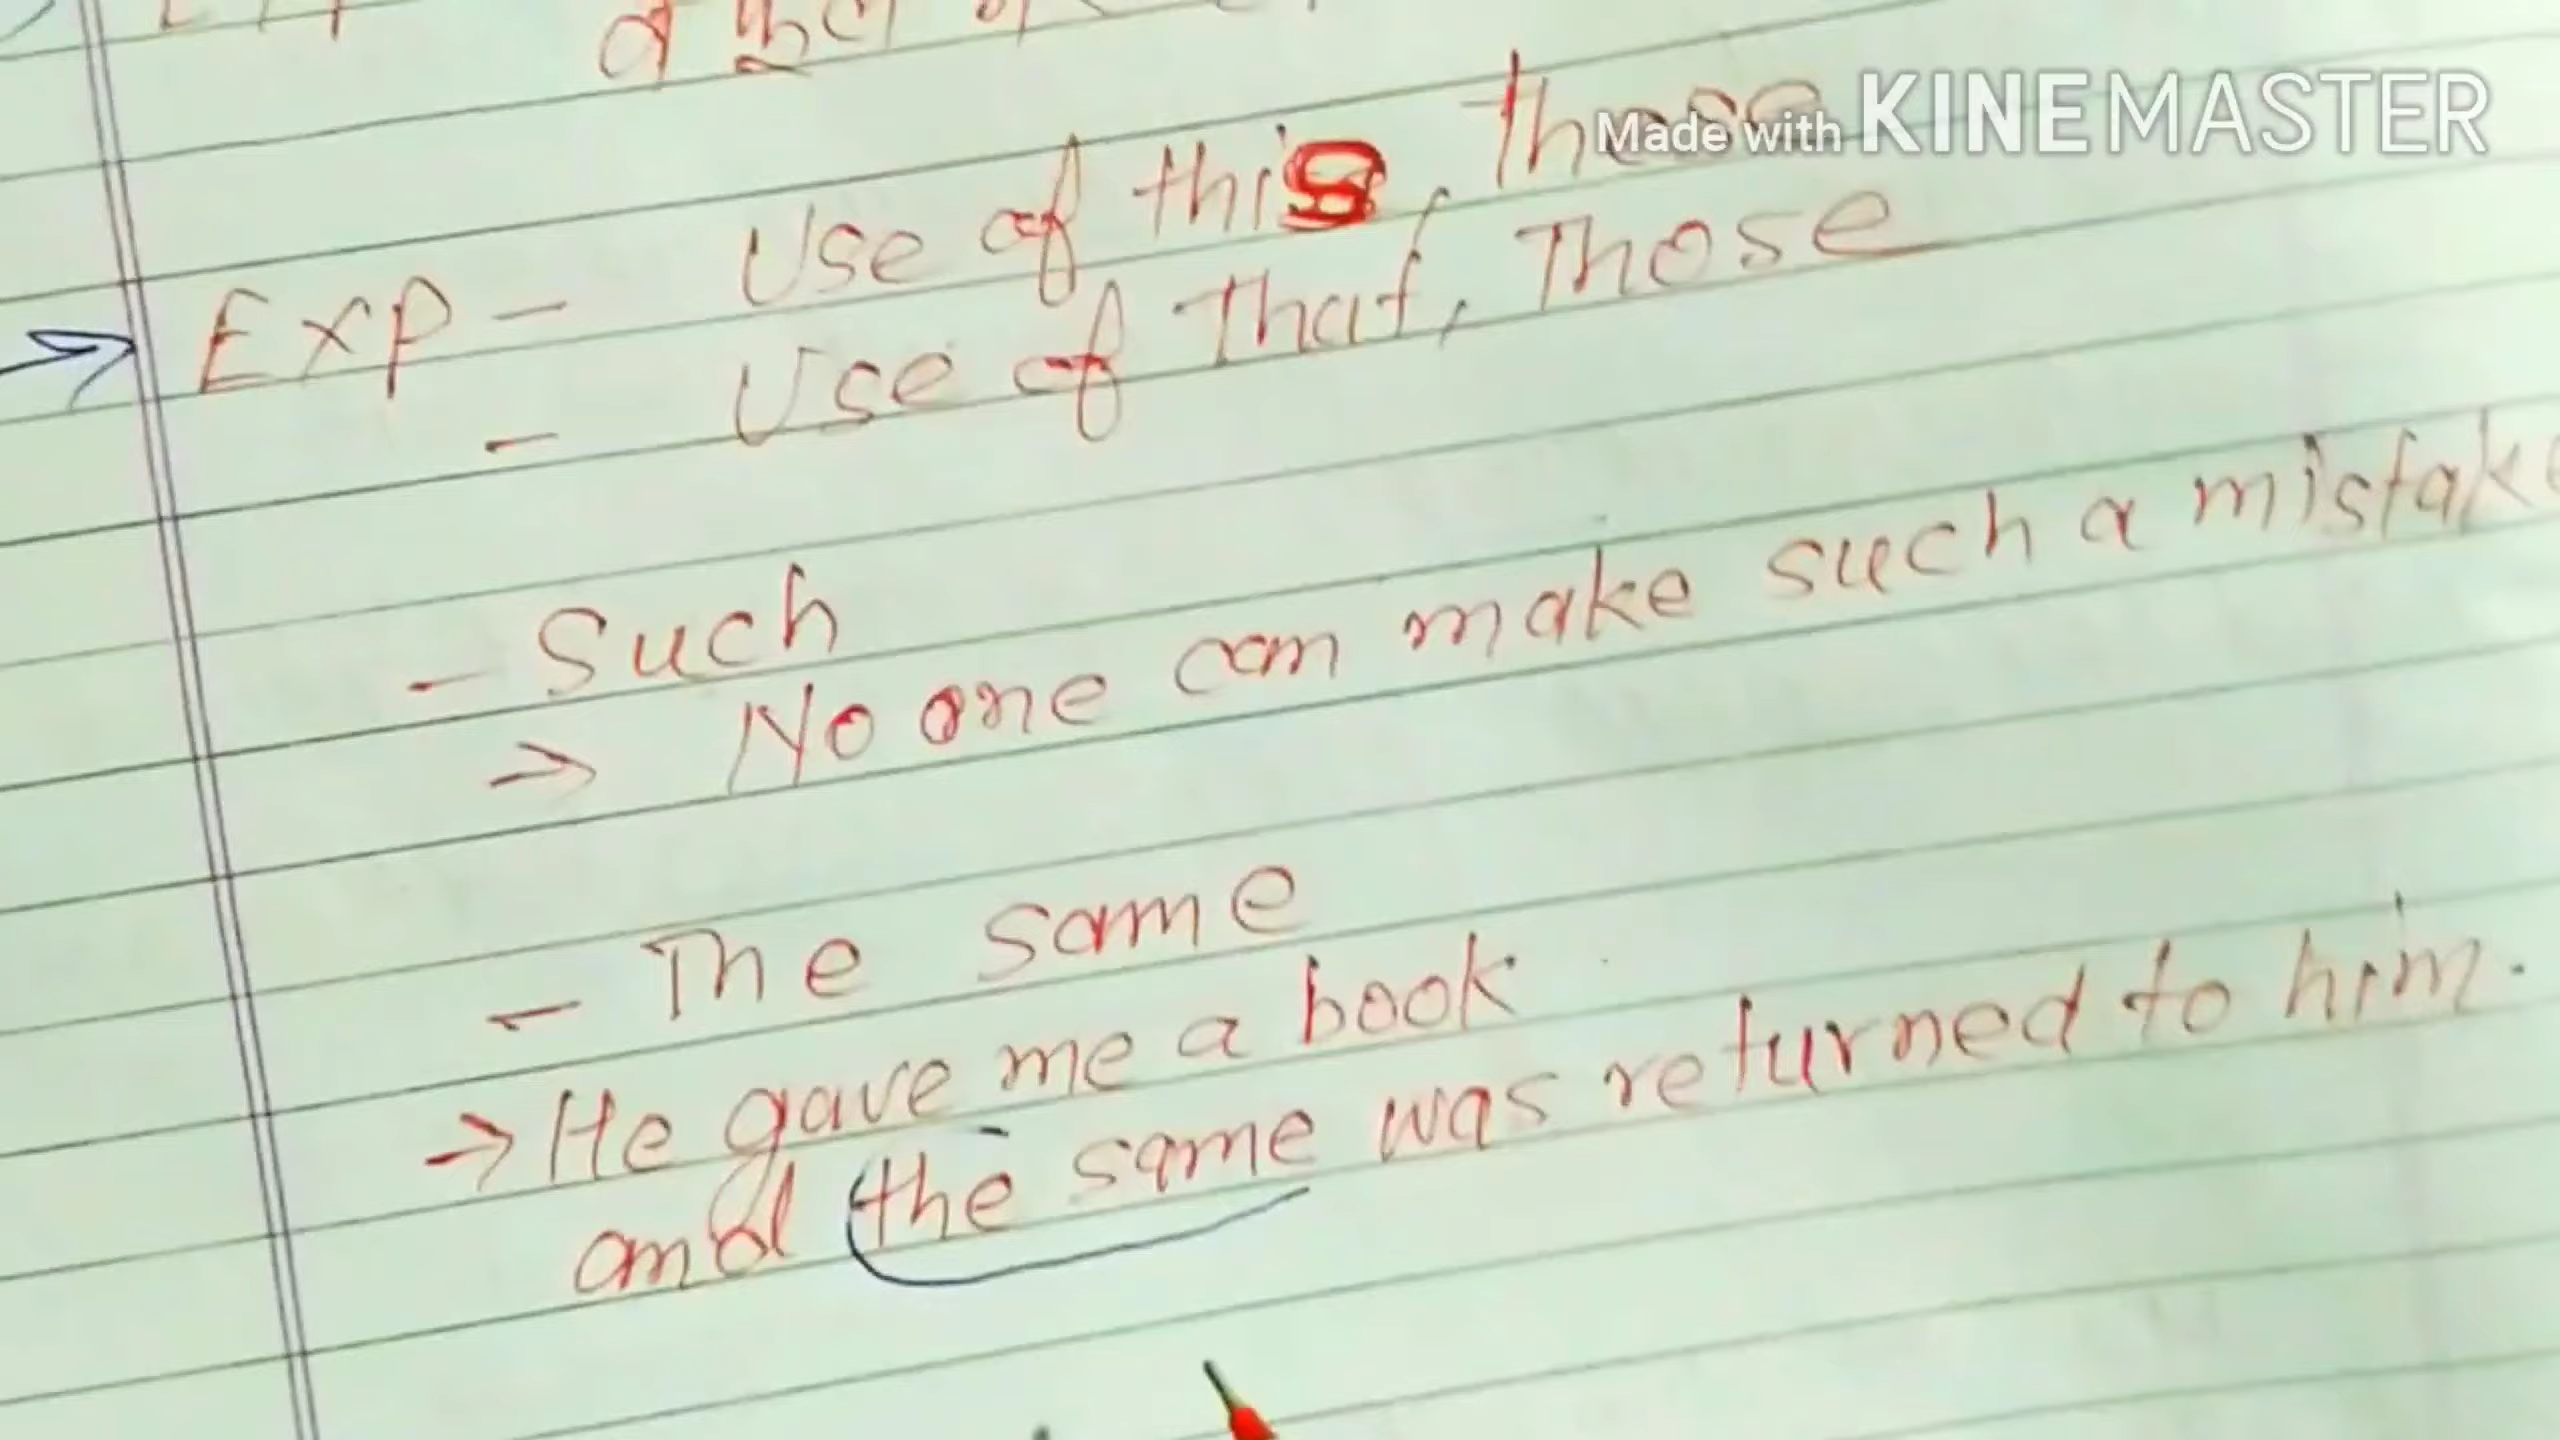 Made with KINEMASTER
Exp - Use of this, these
- Use of That, Those
- Such
→ No one can make such a mistake
- The same
→ He gave me a book
and the same was returned to him.